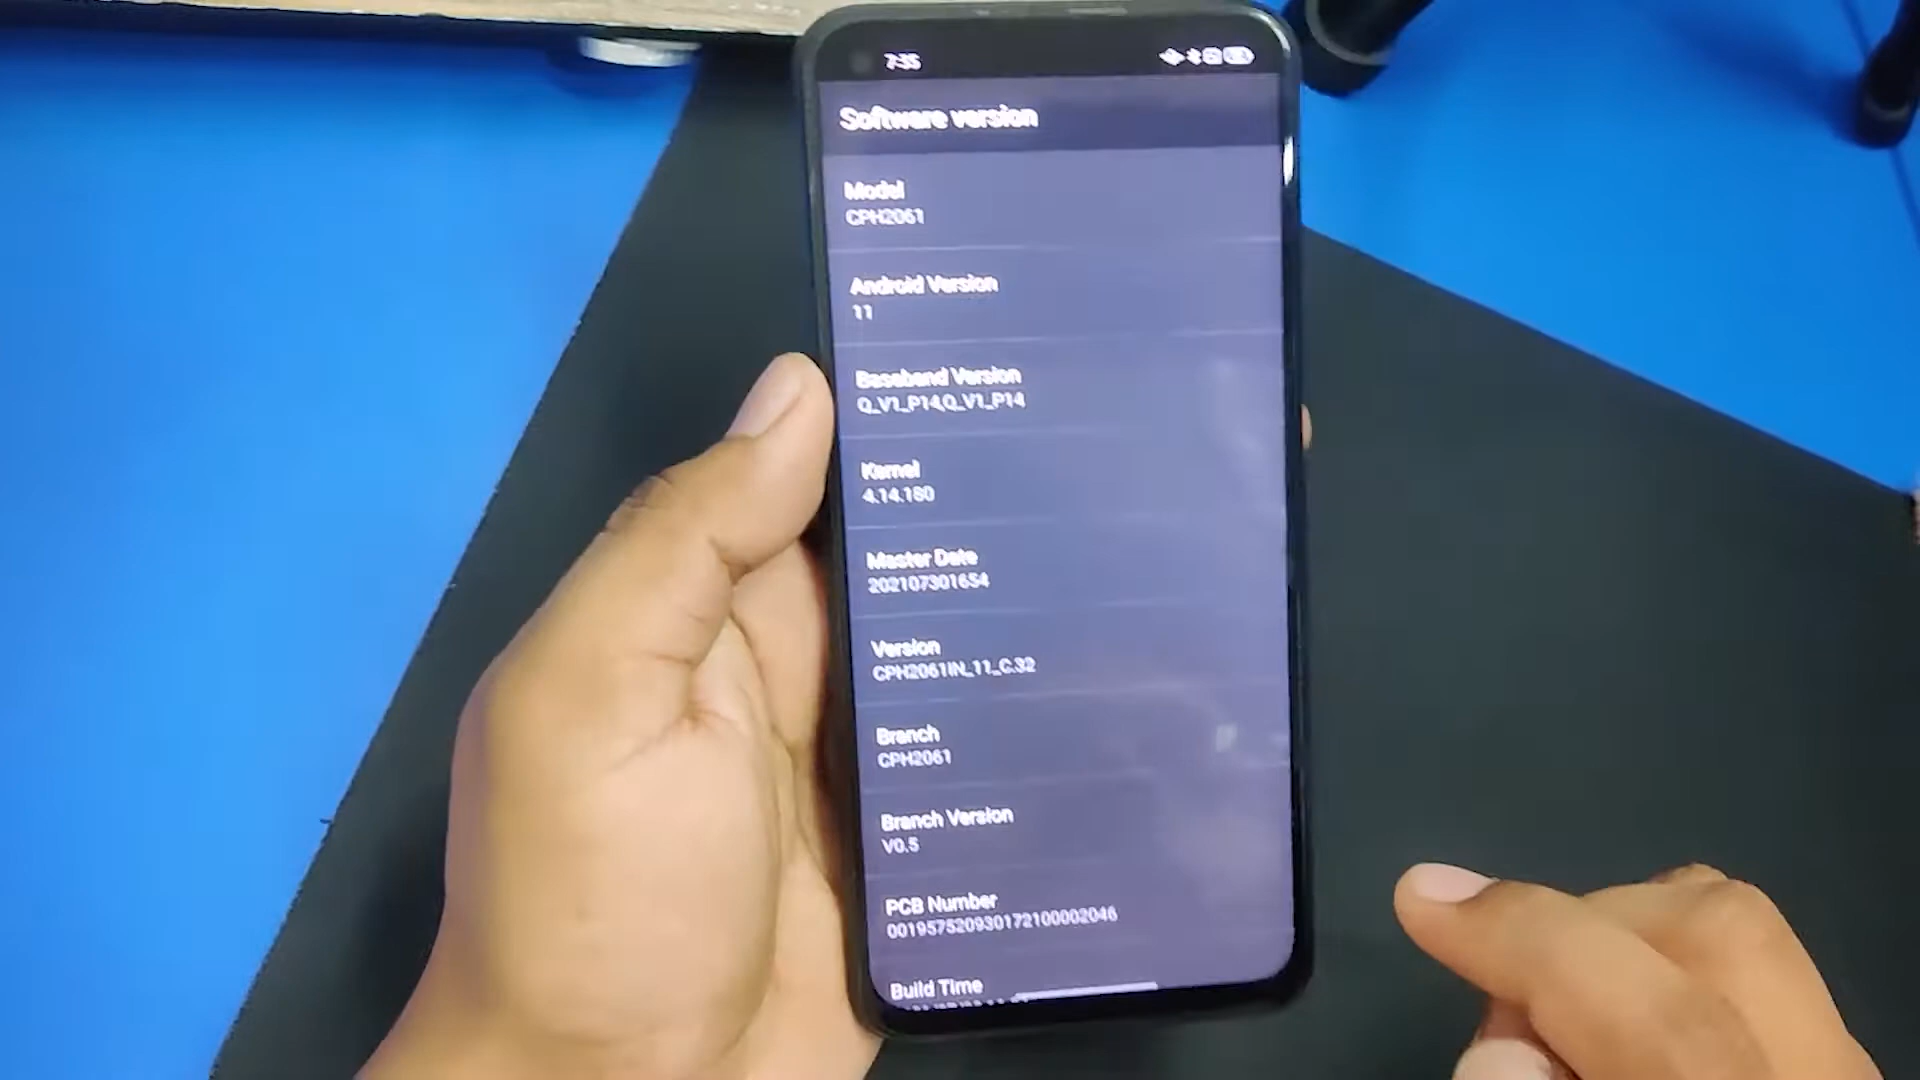 7:35
Software version
Model
CPH2061
Android Version
11
Baseband Version
Q_V1_P14,Q_V1_P14
Kernel
4.14.180
Master Date
202107301654
Version
CPH2061IN_11_C.32
Branch
CPH2061
Branch Version
V0.5
PCB Number
001957520930172100002046
Build Time